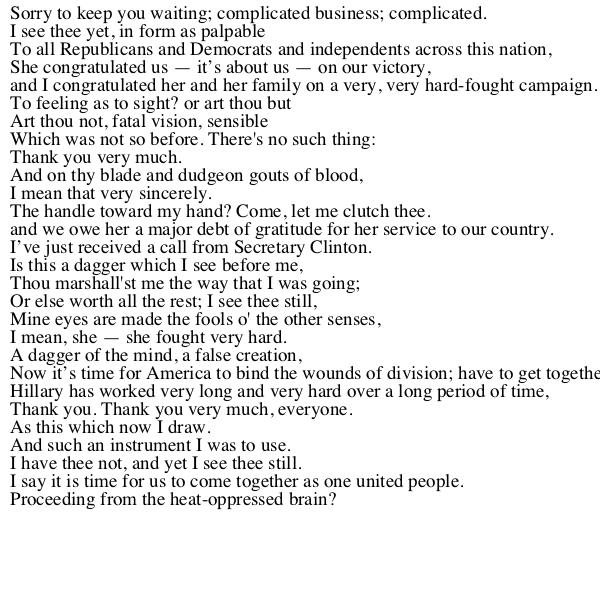 Sorry to keep you waiting; complicated business; complicated.
I see thee yet, in form as palpable
To all Republicans and Democrats and independents across this nation,
She congratulated us — it’s about us — on our victory,
and I congratulated her and her family on a very, very hard-fought campaign.
To feeling as to sight? or art thou but
Art thou not, fatal vision, sensible
Which was not so before. There's no such thing:
Thank you very much.
And on thy blade and dudgeon gouts of blood,
I mean that very sincerely.
The handle toward my hand? Come, let me clutch thee.
and we owe her a major debt of gratitude for her service to our country.
I’ve just received a call from Secretary Clinton.
Is this a dagger which I see before me,
Thou marshall'st me the way that I was going;
Or else worth all the rest; I see thee still,
Mine eyes are made the fools o' the other senses,
I mean, she — she fought very hard.
A dagger of the mind, a false creation,
Now it’s time for America to bind the wounds of division; have to get togethe
Hillary has worked very long and very hard over a long period of time,
Thank you. Thank you very much, everyone.
As this which now I draw.
And such an instrument I was to use.
I have thee not, and yet I see thee still.
I say it is time for us to come together as one united people.
Proceeding from the heat-oppressed brain?